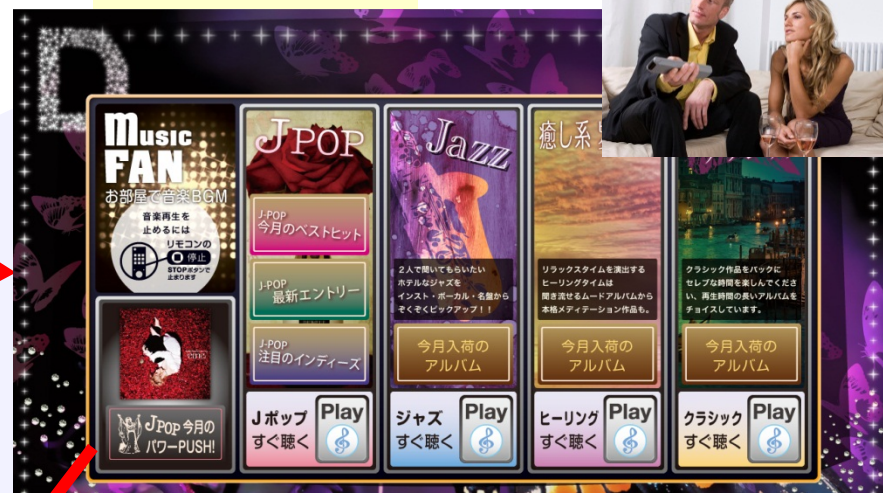 D
music
FAN
お部屋で音楽BGM
音楽再生を
止めるには
リモコンの
停止
STOPボタンで
止まります
J POP 今月の
パワーPUSH!
J POP
J-POP
今月のベストヒット
J-POP
最新エントリー
J-POP
注目のインディーズ
Jポップ
すぐ聴く
Play
Jazz
2人で聞いてもらいたい
ホテルなジャズを
インスト・ボーカル・名盤から
ぞくぞくピックアップ！！
今月入荷の
アルバム
ジャズ
すぐ聴く
Play
癒し系
リラックスタイムを演出する
ヒーリングタイムは
聞き流せるムードアルバムから
本格メディテーション作品も。
今月入荷の
アルバム
ヒーリング
すぐ聴く
Play
クラシック作品をバックに
セレブな時間を楽しんでくださ
い、再生時間の長いアルバムを
チョイスしています。
今月入荷の
アルバム
クラシック
すぐ聴く
Play